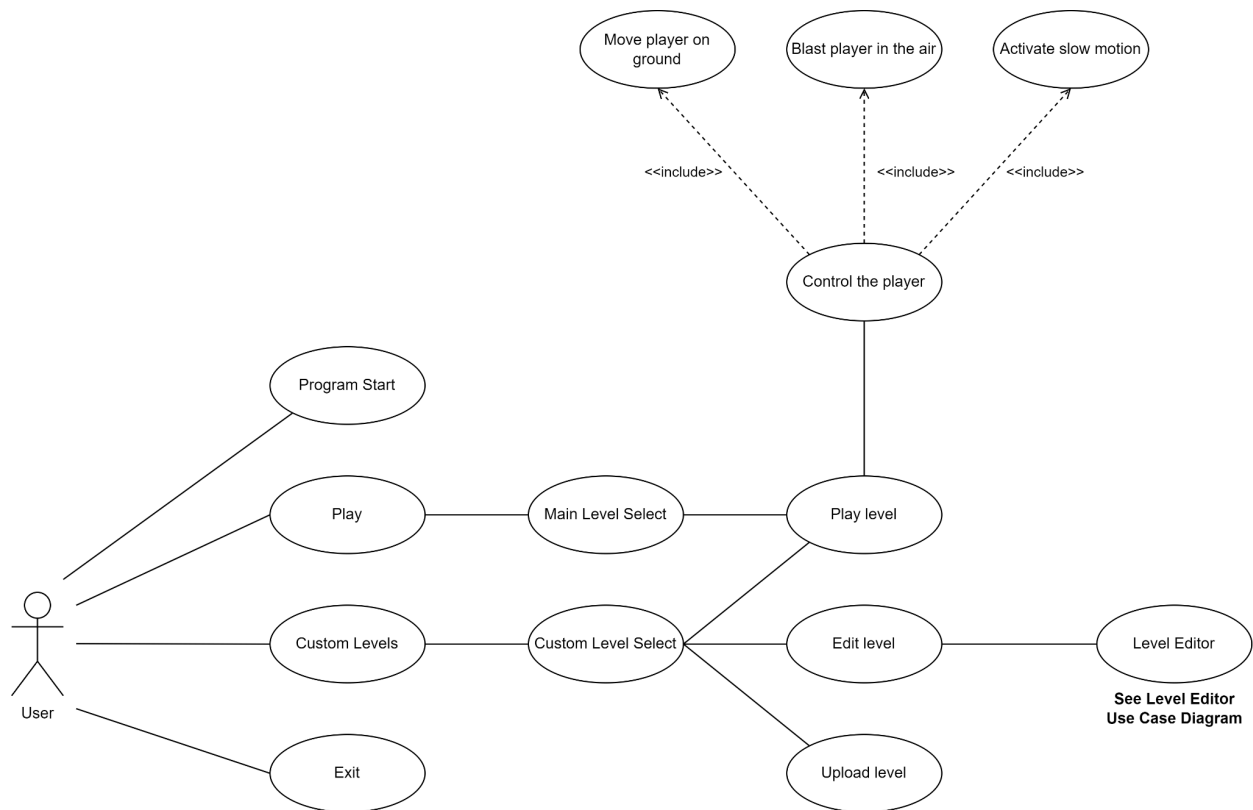 Move player on
ground
Blast player in the air
Activate slow motion
<<include>>
<<include>>
<<include>>
Control the player
Program Start
Play
Main Level Select
Play level
Custom Levels
Custom Level Select
Edit level
Level Editor
See Level Editor
Use Case Diagram
User
Exit
Upload level